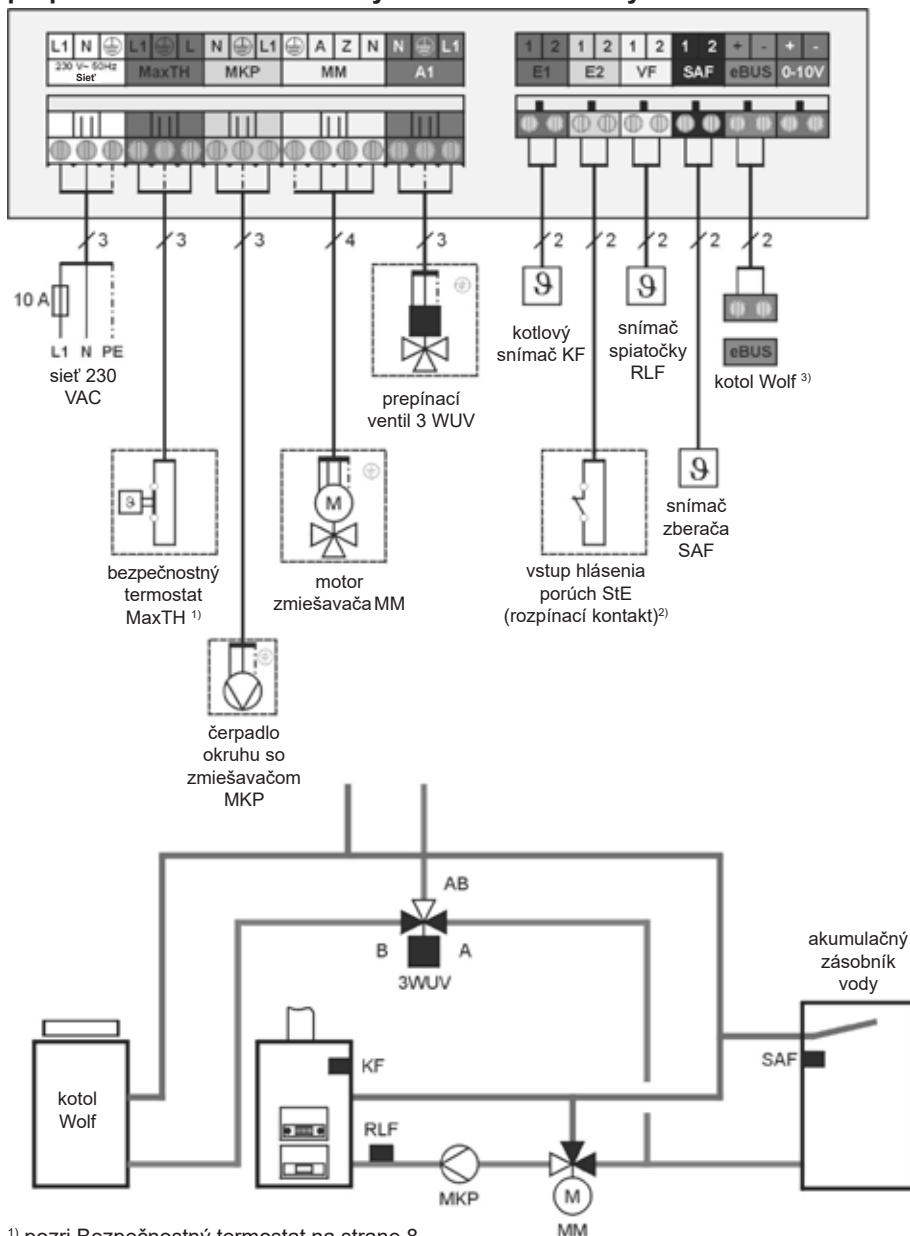 L1 N L1 L N L1 A Z N N L1
230 V~ 50Hz
Sieť
MaxTH MKP MM A1
1 2 1 2 1 2 1 2 + - + -
E1 E2 VF SAF eBUS 0-10V
3 3 3 4 3 2 2 2 2 2
10 A
L1 N PE
sieť 230
VAC
prepínací
ventil 3 WUV
ϑ
kotlový
snímač KF
ϑ
snímač
spiatočky
RLF
eBUS
kotol Wolf 3)
ϑ
bezpečnostný
termostat
MaxTH 1)
M
motor
zmiešavača MM
vstup hlásenia
porúch StE
(rozpínací kontakt)2)
ϑ
snímač
zberača
SAF
čerpadlo
okruhu so
zmiešavačom
MKP
AB
B A
3WUV
akumulačný
zásobník
vody
kotol
Wolf
KF
SAF
RLF
MKP
M
MM
1) pozri Bezpečnostný termostat na strane 8